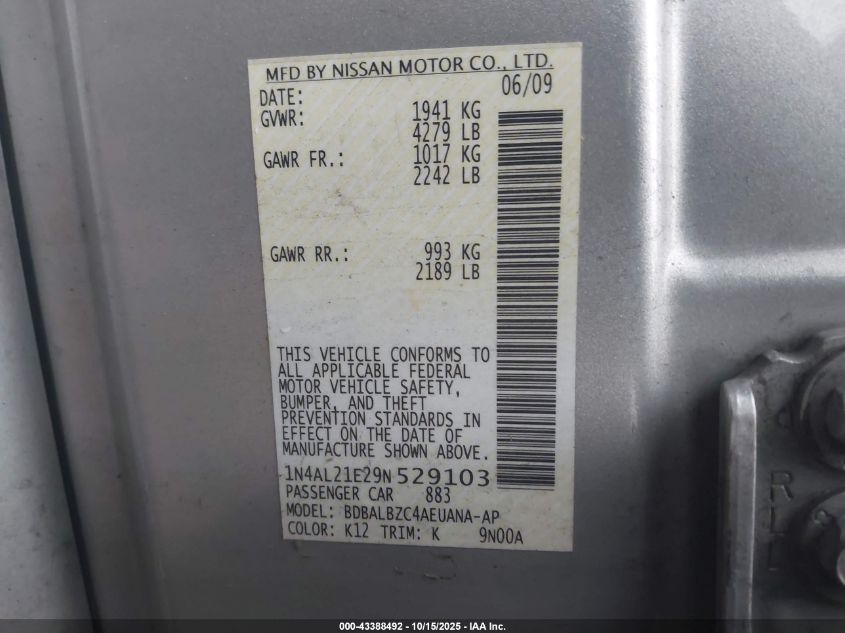 MFD BY NISSAN MOTOR CO., LTD.
DATE: 06/09
GVWR: 1941 KG
4279 LB
GAWR FR.: 1017 KG
2242 LB
GAWR RR.: 993 KG
2189 LB
THIS VEHICLE CONFORMS TO
ALL APPLICABLE FEDERAL
MOTOR VEHICLE SAFETY,
BUMPER, AND THEFT
PREVENTION STANDARDS IN
EFFECT ON THE DATE OF
MANUFACTURE SHOWN ABOVE.
1N4AL21E29N529103
PASSENGER CAR 883
MODEL: BDBALBZC4AEUANA-AP
COLOR: K12 TRIM: K 9N00A
000-43388492 - 10/15/2025 - IAA Inc.